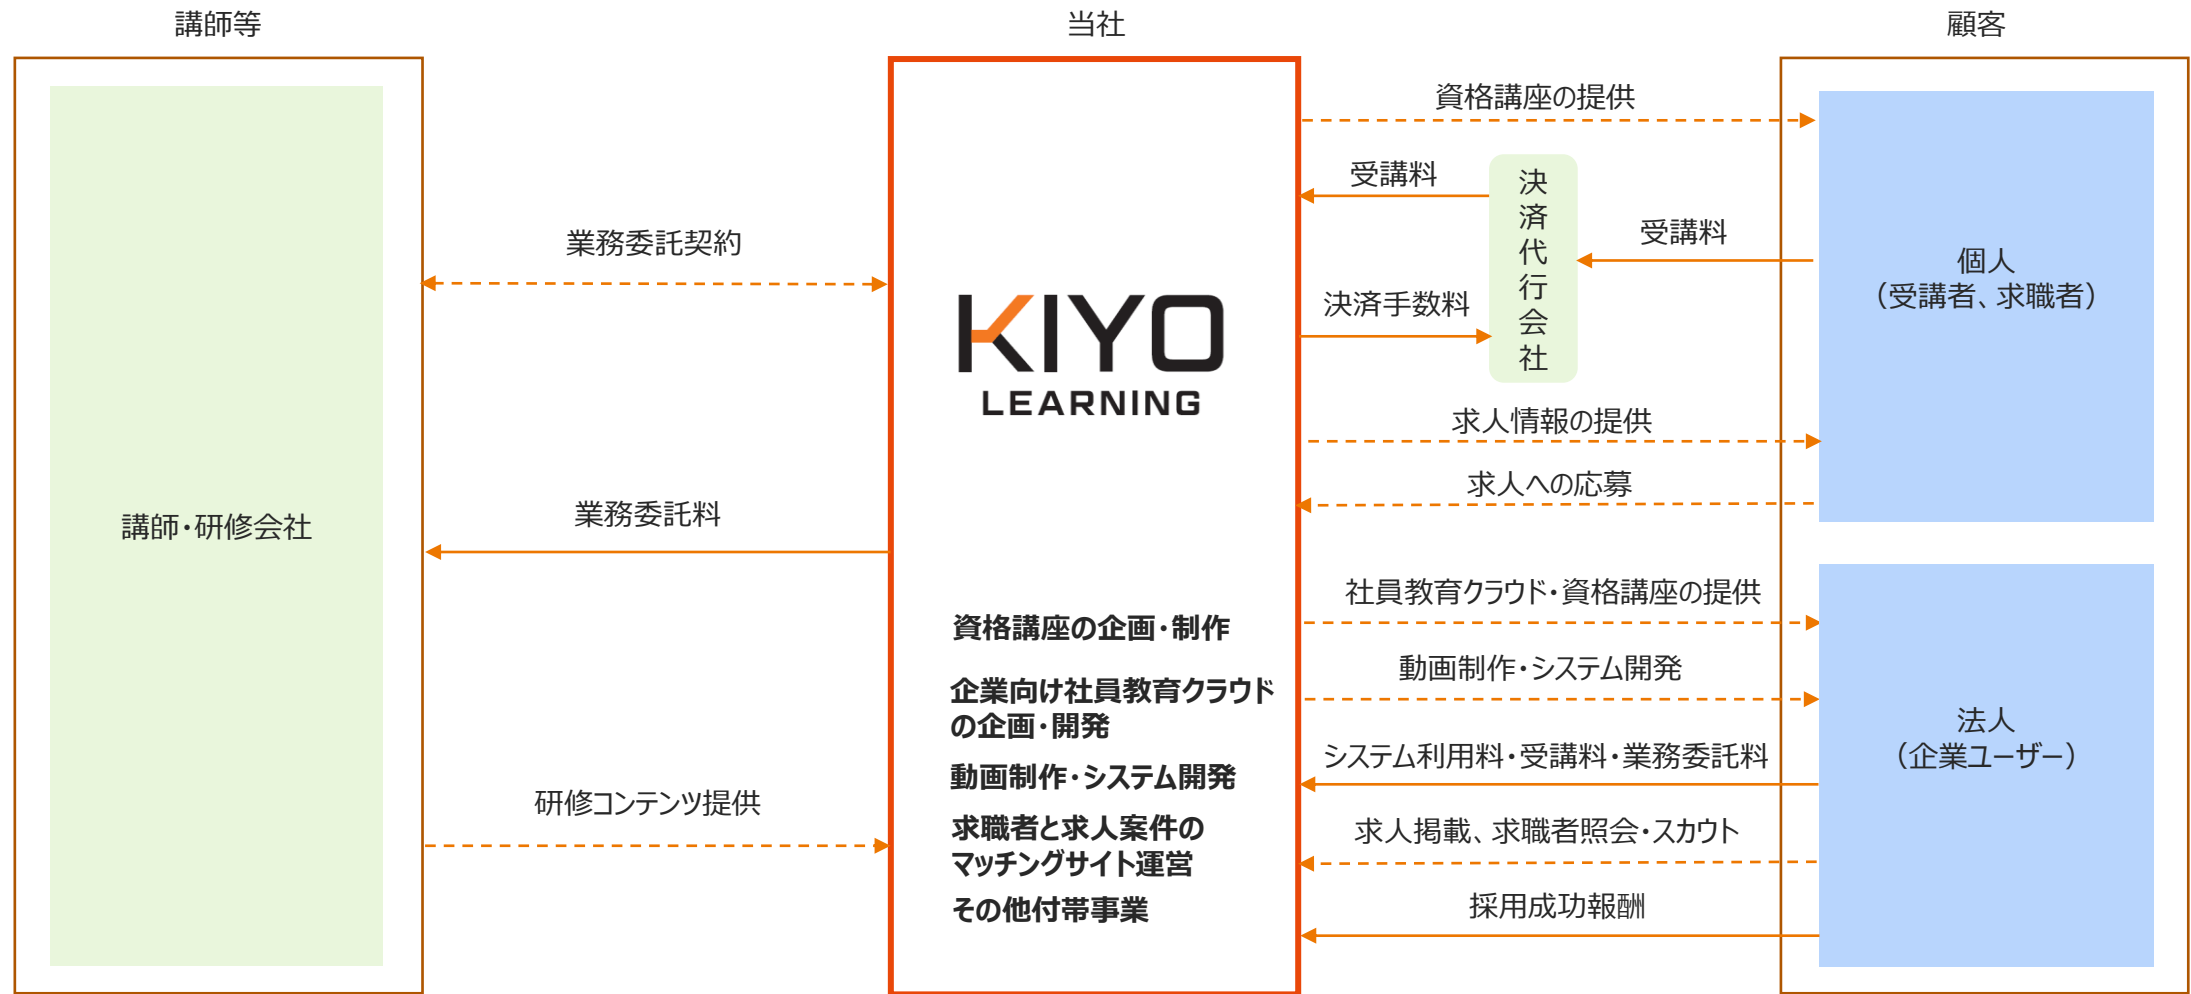 講師等
当社
顧客
講師・研修会社
業務委託契約
業務委託料
研修コンテンツ提供
KIYO
LEARNING
資格講座の企画・制作
企業向け社員教育クラウド
の企画・開発
動画制作・システム開発
求職者と求人案件の
マッチングサイト運営
その他付帯事業
資格講座の提供
受講料
決済代行会社
受講料
決済手数料
求人情報の提供
求人への応募
社員教育クラウド・資格講座の提供
動画制作・システム開発
システム利用料・受講料・業務委託料
求人掲載、求職者照会・スカウト
採用成功報酬
個人
（受講者、求職者）
法人
（企業ユーザー）